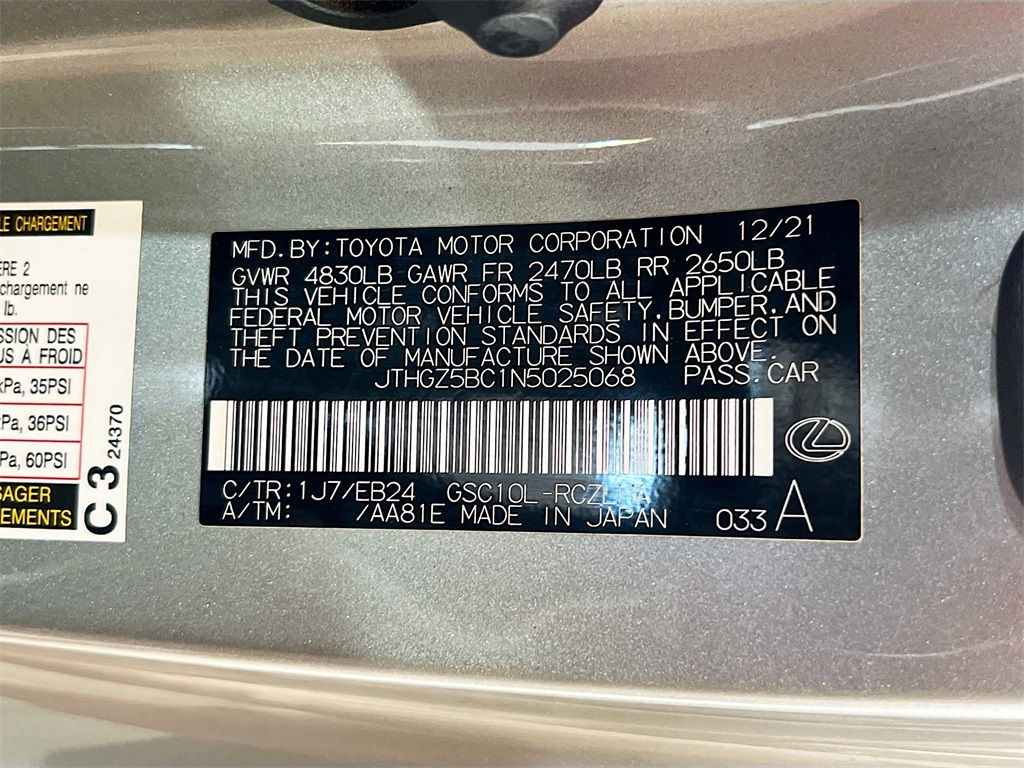 LE CHARGEMENT
ÈRE 2
chargement ne
lb.
SSION DES
US À FROID
kPa, 35PSI
kPa, 36PSI
Pa, 60PSI
SAGER
EMENTS
C3 24370
MFD.BY:TOYOTA MOTOR CORPORATION 12/21
GVWR 4830LB GAWR FR 2470LB RR 2650LB
THIS VEHICLE CONFORMS TO ALL APPLICABLE
FEDERAL MOTOR VEHICLE SAFETY,BUMPER,AND
THEFT PREVENTION STANDARDS IN EFFECT ON
THE DATE OF MANUFACTURE SHOWN ABOVE.
JTHGZ5BC1N5025068 PASS.CAR
C/TR:1J7/EB24 GSC10L-
A/TM: /AA81E MADE IN JAPAN 033 A